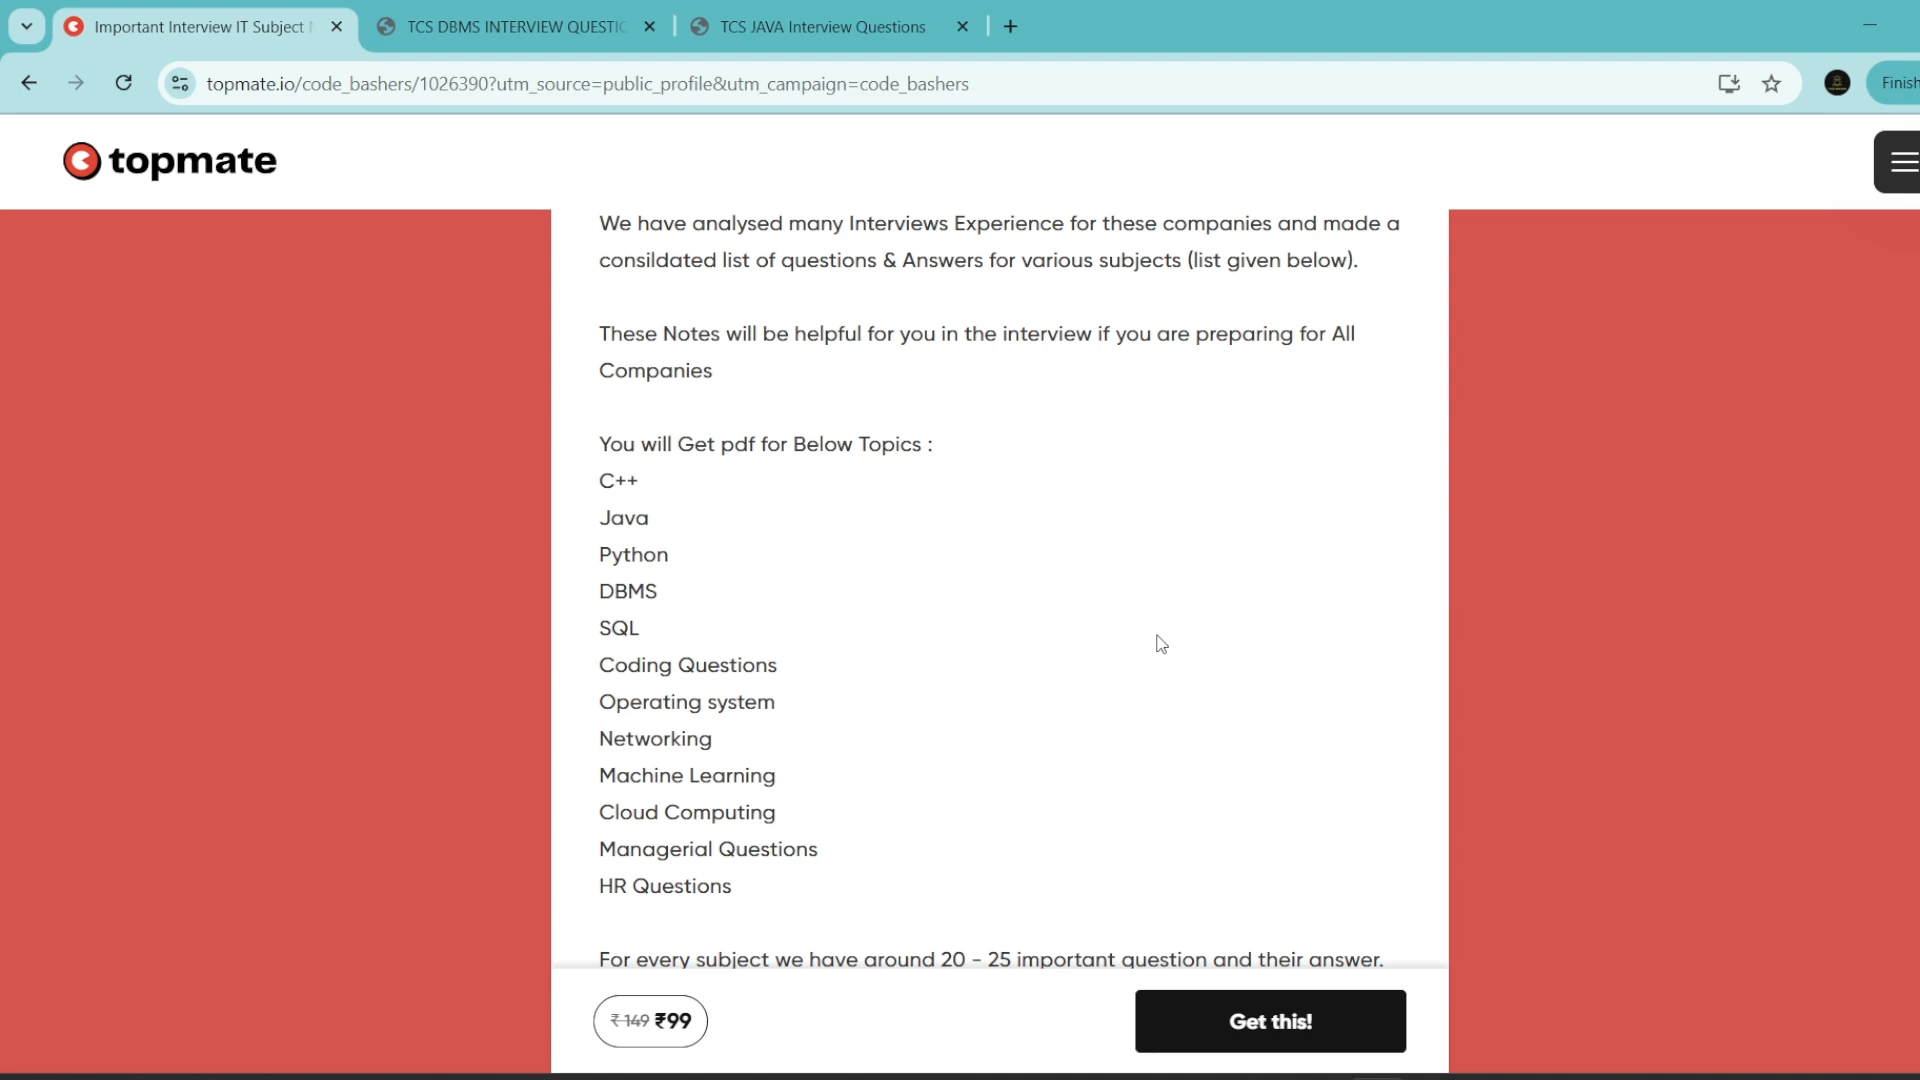 Important Interview IT Subject
TCS DBMS INTERVIEW QUESTIO
TCS JAVA Interview Questions
topmate.io/code_bashers/1026390?utm_source=public_profile&utm_campaign=code_bashers
Finish
topmate
We have analysed many Interviews Experience for these companies and made a
consildated list of questions & Answers for various subjects (list given below).
These Notes will be helpful for you in the interview if you are preparing for All
Companies
You will Get pdf for Below Topics :
C++
Java
Python
DBMS
SQL
Coding Questions
Operating system
Networking
Machine Learning
Cloud Computing
Managerial Questions
HR Questions
For every subject we have around 20 - 25 important question and their answer.
₹ 149 ₹99
Get this!